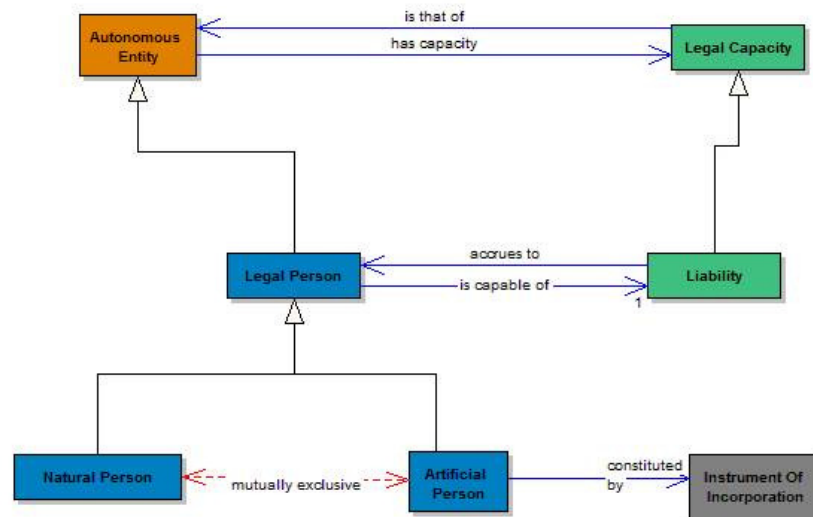 is that of
Autonomous
Entity
Legal Capacity
has capacity
accrues to
Legal Person
Liability
is capable of
1
Natural Person
mutually exclusive
Artificial
Person
constituted
by
Instrument Of
Incorporation